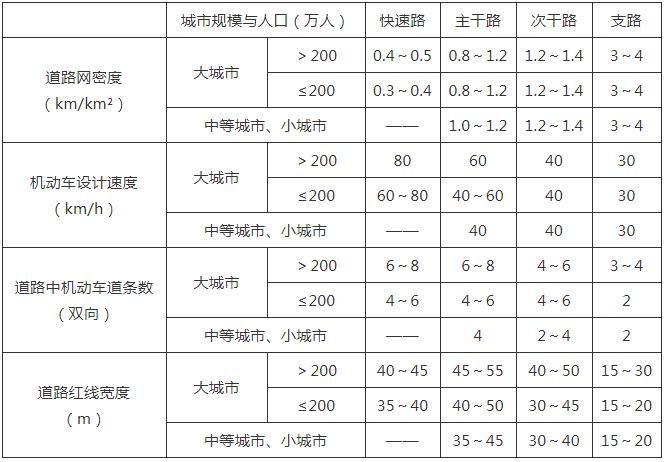 城市规模与人口（万人） 快速路 主干路 次干路 支路
道路网密度（km/km²） 大城市 ＞200 0.4～0.5 0.8～1.2 1.2～1.4 3～4
≤200 0.3～0.4 0.8～1.2 1.2～1.4 3～4
中等城市、小城市 —— 1.0～1.2 1.2～1.4 3～4
机动车设计速度（km/h） 大城市 ＞200 80 60 40 30
≤200 60～80 40～60 40 30
中等城市、小城市 —— 40 40 30
道路中机动车道条数（双向） 大城市 ＞200 6～8 6～8 4～6 3～4
≤200 4～6 4～6 4～6 2
中等城市、小城市 —— 4 2～4 2
道路红线宽度（m） 大城市 ＞200 40～45 45～55 40～50 15～30
≤200 35～40 40～50 30～45 15～20
中等城市、小城市 —— 35～45 30～40 15～20